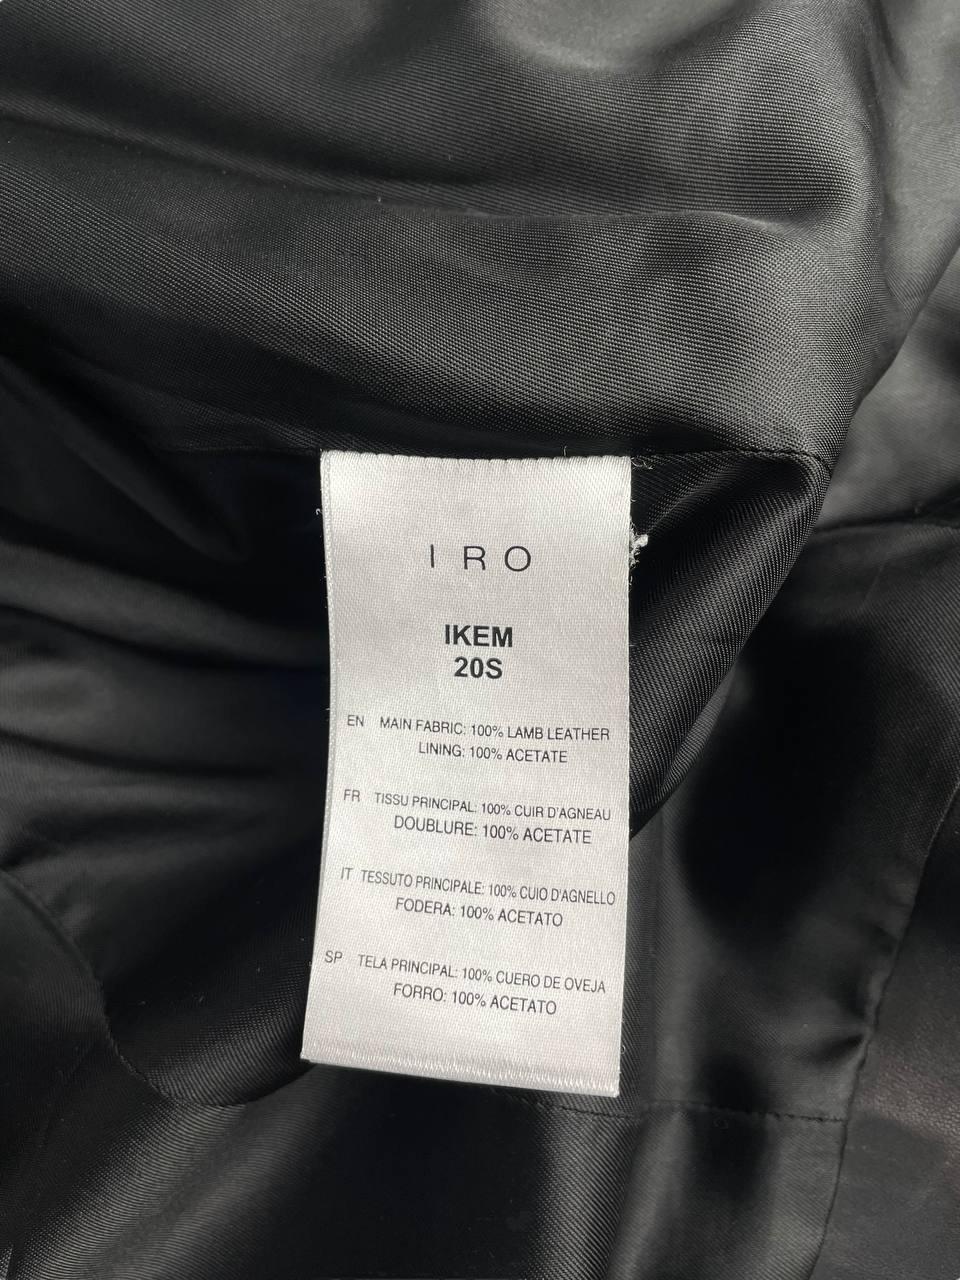 IRO
IKEM
20S
EN MAIN FABRIC: 100% LAMB LEATHER
LINING: 100% ACETATE
FR TISSU PRINCIPAL: 100% CUIR D'AGNEAU
DOUBLURE: 100% ACETATE
IT TESSUTO PRINCIPALE: 100% CUIO D'AGNELLO
FODERA: 100% ACETATO
SP TELA PRINCIPAL: 100% CUERO DE OVEJA
FORRO: 100% ACETATO